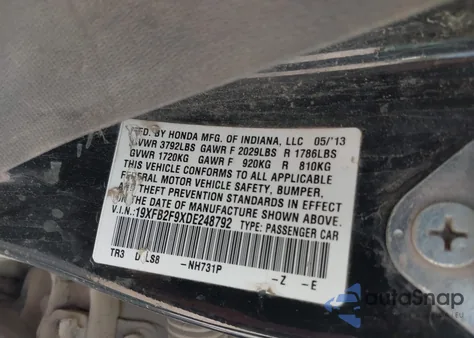 MFD. BY HONDA MFG. OF INDIANA, LLC 05/'13
GVWR 3792LBS GAWR F 2029LBS R 1786LBS
GVWR 1720KG GAWR F 920KG R 810KG
THIS VEHICLE CONFORMS TO ALL APPLICABLE
FEDERAL MOTOR VEHICLE SAFETY, BUMPER,
THEFT PREVENTION STANDARDS IN EFFECT
ON THE DATE OF MANUFACTURE SHOWN ABOVE.
V.I.N.:19XFB2F9XDE248792 TYPE: PASSENGER CAR
TR3 LS8 -NH731P -Z -E
AutoSnap